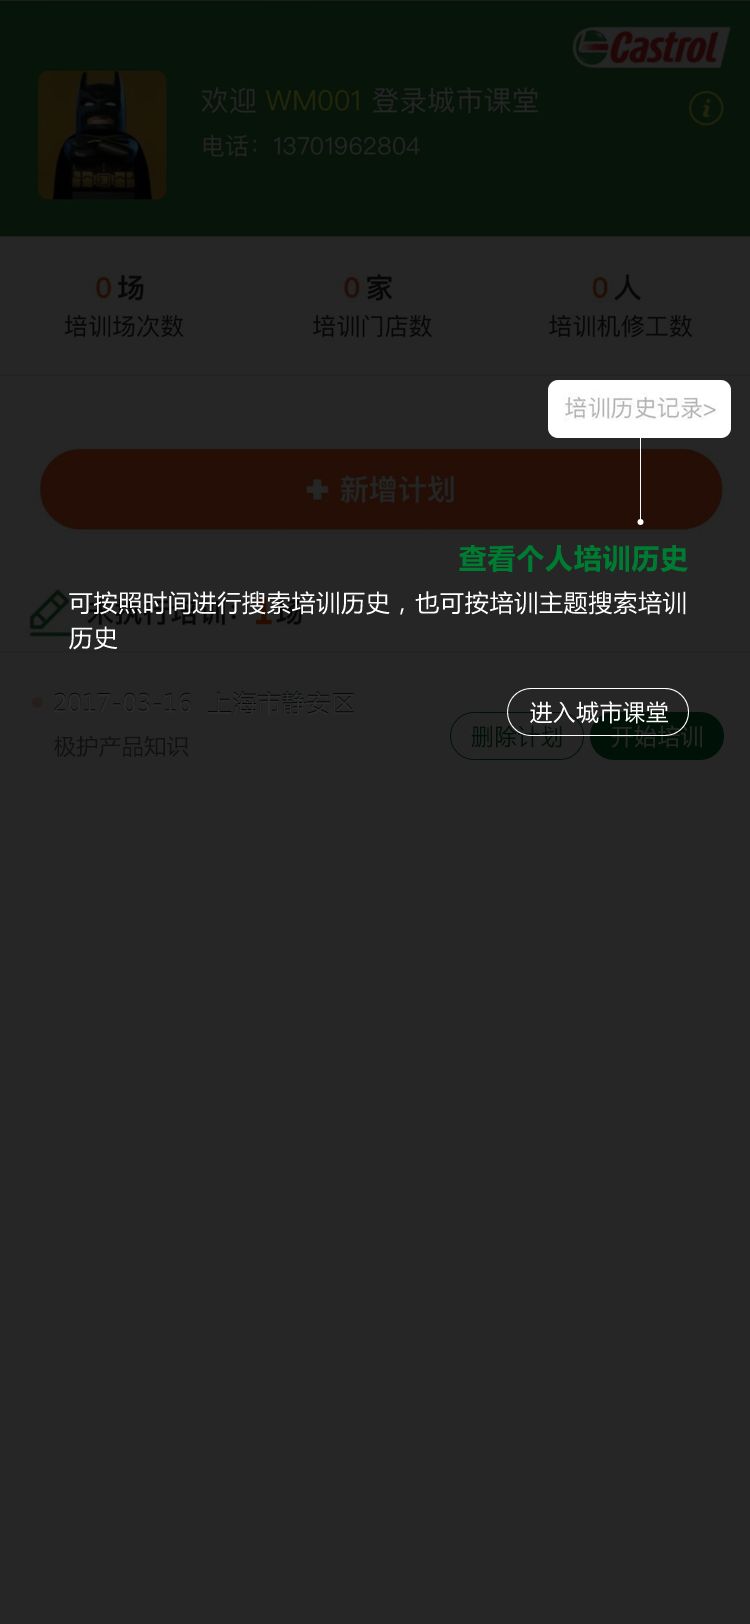 Castrol
欢迎 WM001 登录城市课堂
电话：13701962804
0场
0家
0人
培训场次数
培训门店数
培训机修工数
培训历史记录>
新增计划
查看个人培训历史
未执行培训：1场
可按照时间进行搜索培训历史，也可按培训主题搜索培训
历史
2017-03-16 上海市静安区
进入城市课堂
极护产品知识
删除计划
开始培训